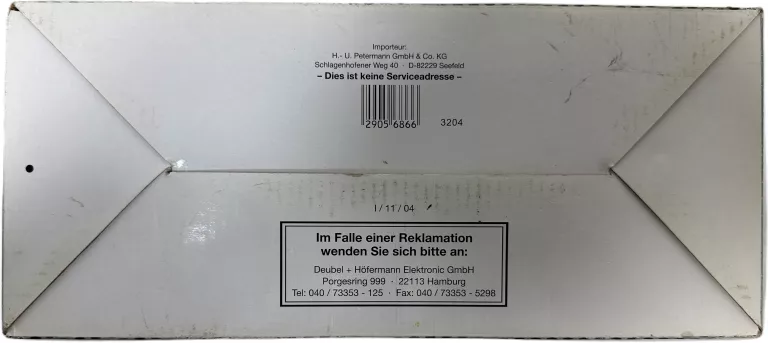 Importeur:
H.- U. Petermann GmbH & Co. KG
Schlagenhofener Weg 40 · D-82229 Seefeld
– Dies ist keine Serviceadresse –
2905 6866
3204
I / 11 / 04
Im Falle einer Reklamation
wenden Sie sich bitte an:
Deubel + Höfermann Elektronic GmbH
Pörgesring 999 · 22113 Hamburg
Tel: 040 / 73353 - 125 · Fax: 040 / 73353 - 5298